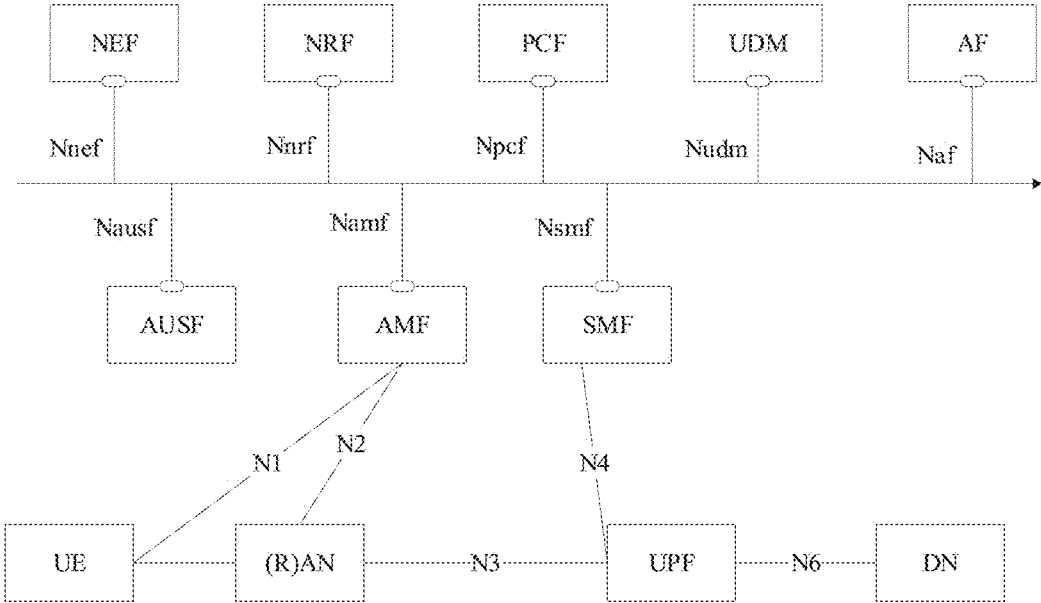 NEF
NRF
PCF
UDM
AF
Nnef
Nnrf
Npcf
Nudm
Naf
Nausf
Namf
Nsmf
AUSF
AMF
SMF
N1
N2
N4
UE
(R)AN
N3
UPF
N6
DN